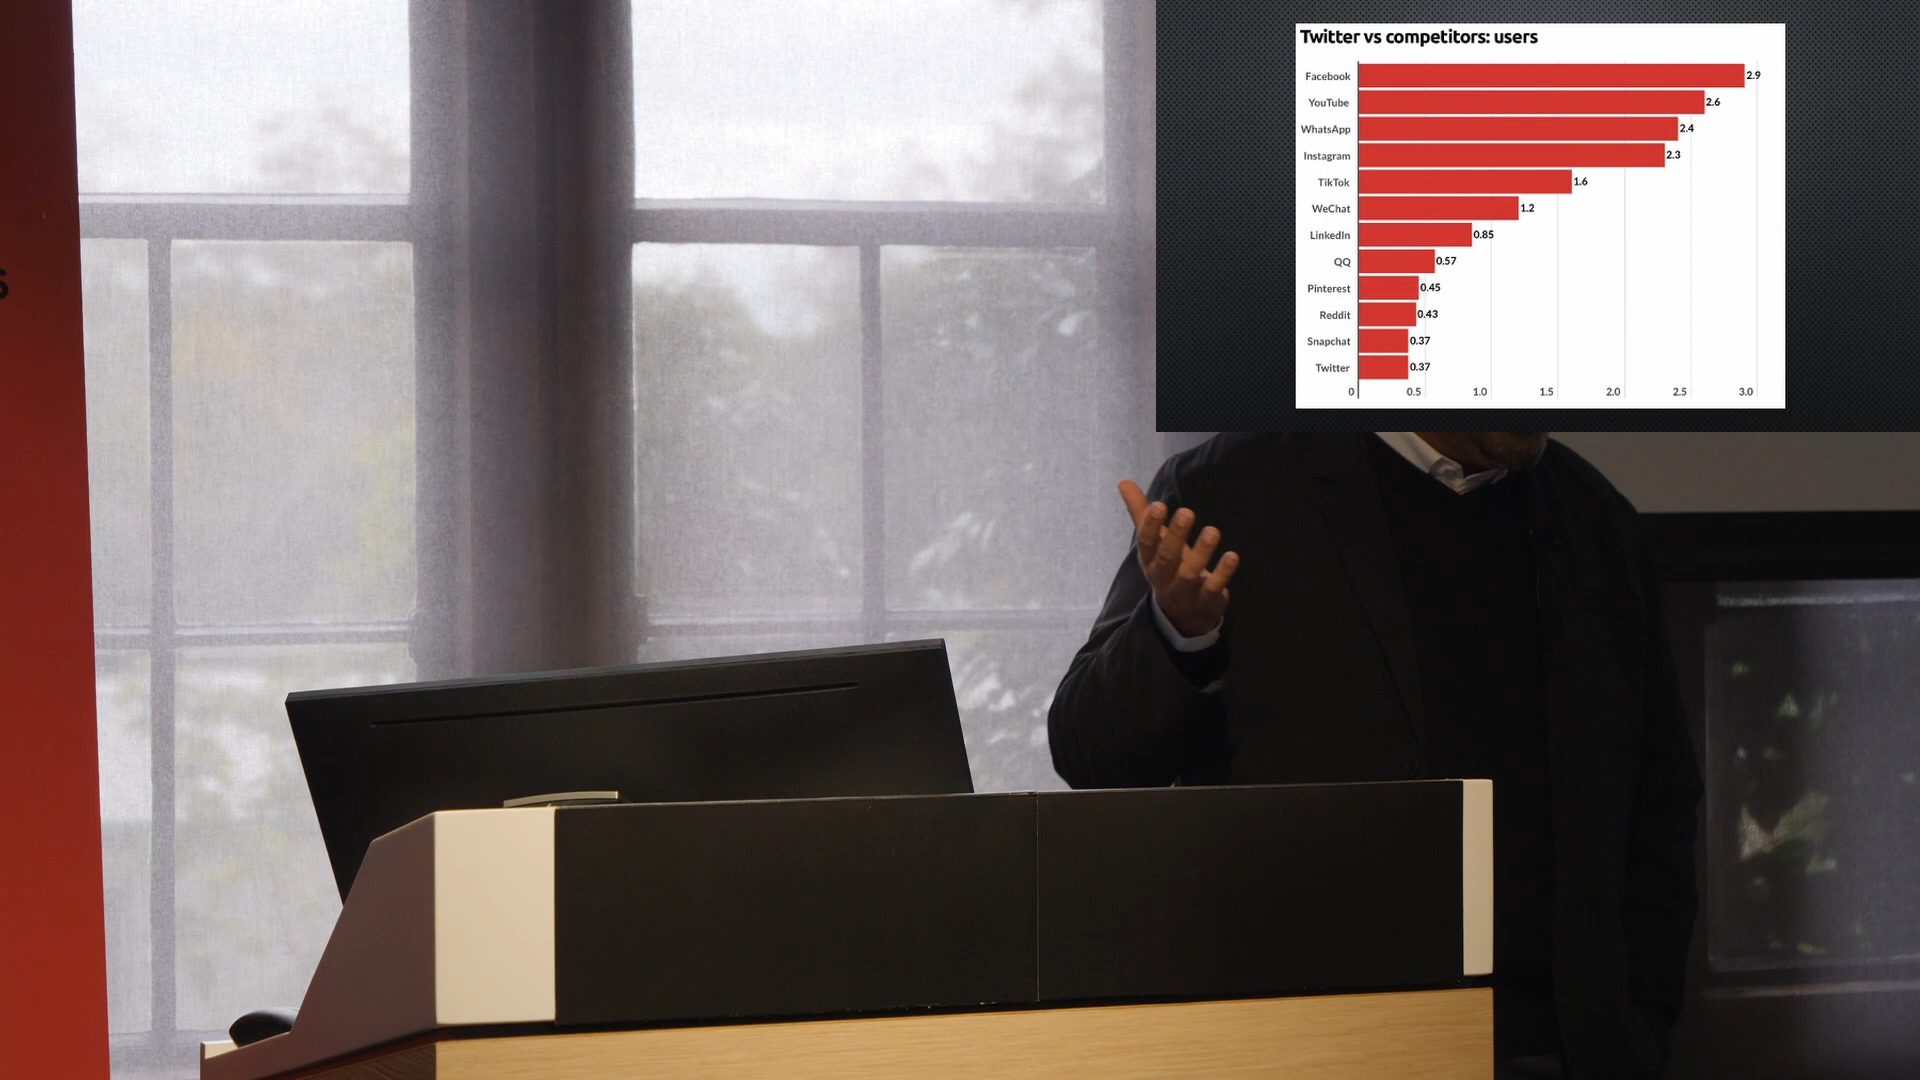 s
Twitter vs competitors: users
Facebook 2.9
YouTube 2.6
WhatsApp 2.4
Instagram 2.3
TikTok 1.6
WeChat 1.2
LinkedIn 0.85
QQ 0.57
Pinterest 0.45
Reddit 0.43
Snapchat 0.37
Twitter 0.37
0 0.5 1.0 1.5 2.0 2.5 3.0